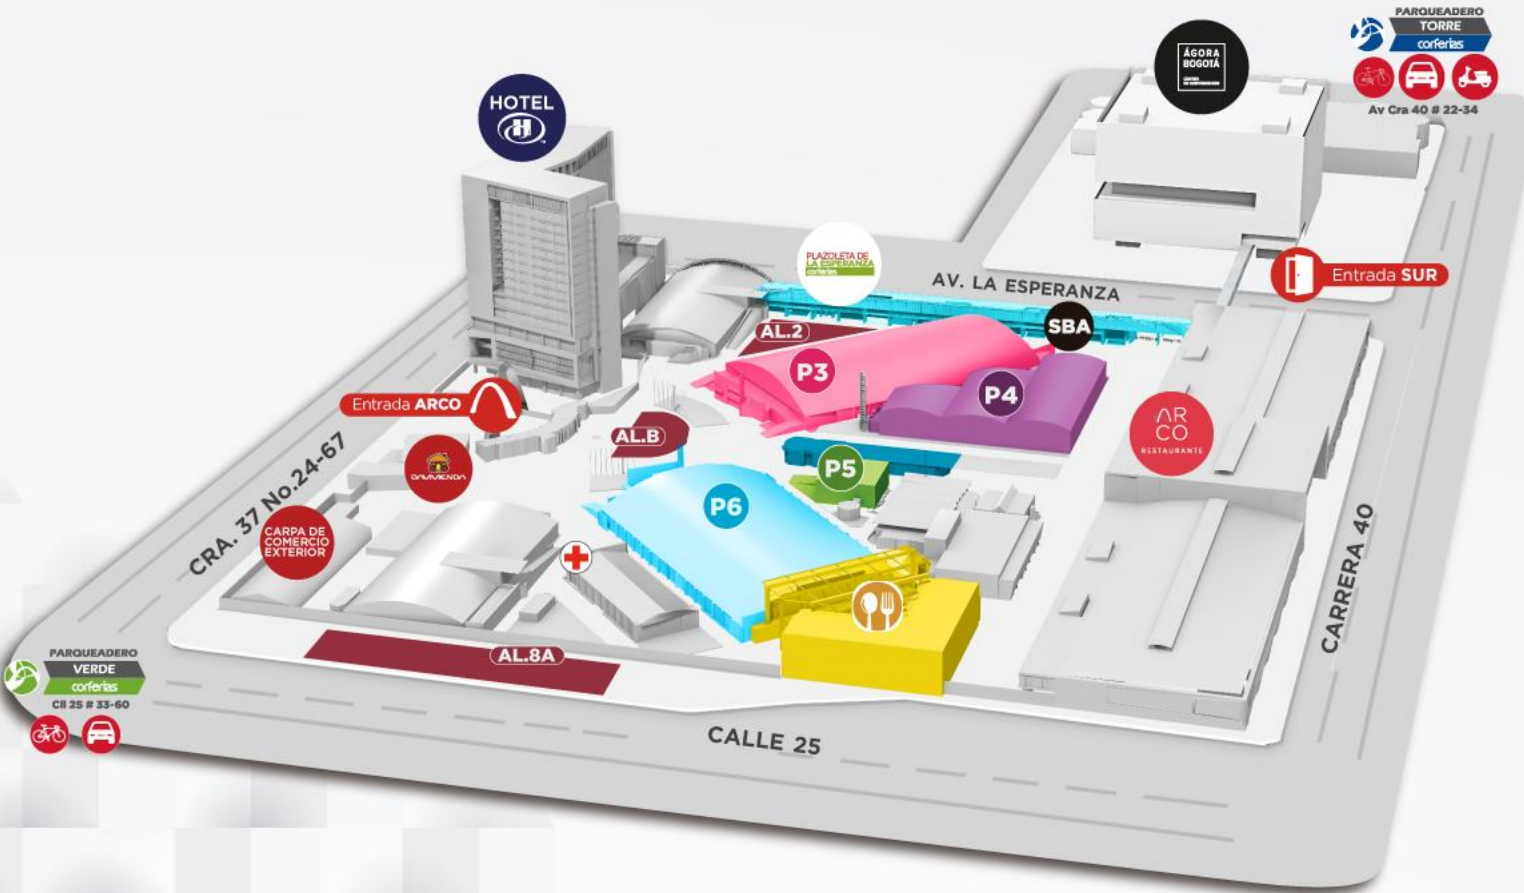 PARQUEADERO
TORRE
corferias
Av Cra 40 # 22-34
ÁGORA
BOGOTÁ
HOTEL
H
PLAZOLETA DE
LA ESPERANZA
corferias
AV. LA ESPERANZA
Entrada SUR
SBA
AL.2
P3
P4
Entrada ARCO
AR
CO
RESTAURANTE
AL.B
P5
DAVIVIENDA
P6
CRA. 37 No.24-67
CARPA DE
COMERCIO
EXTERIOR
CARRERA 40
AL.8A
PARQUEADERO
VERDE
corferias
Cll 25 # 33-60
CALLE 25